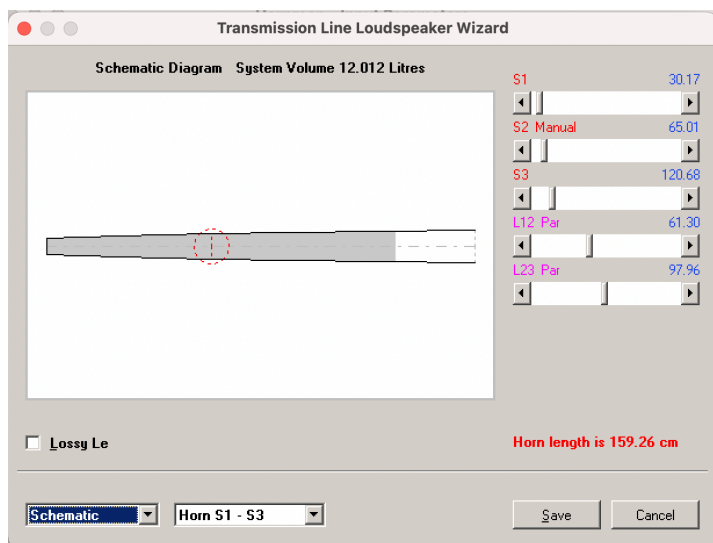 Transmission Line Loudspeaker Wizard
Schematic Diagram System Volume 12.012 Litres
S1 30.17
S2 Manual 65.01
S3 120.68
L12 Par 61.30
L23 Par 97.96
Lossy Le
Horn length is 159.26 cm
Schematic
Horn S1 - S3
Save
Cancel